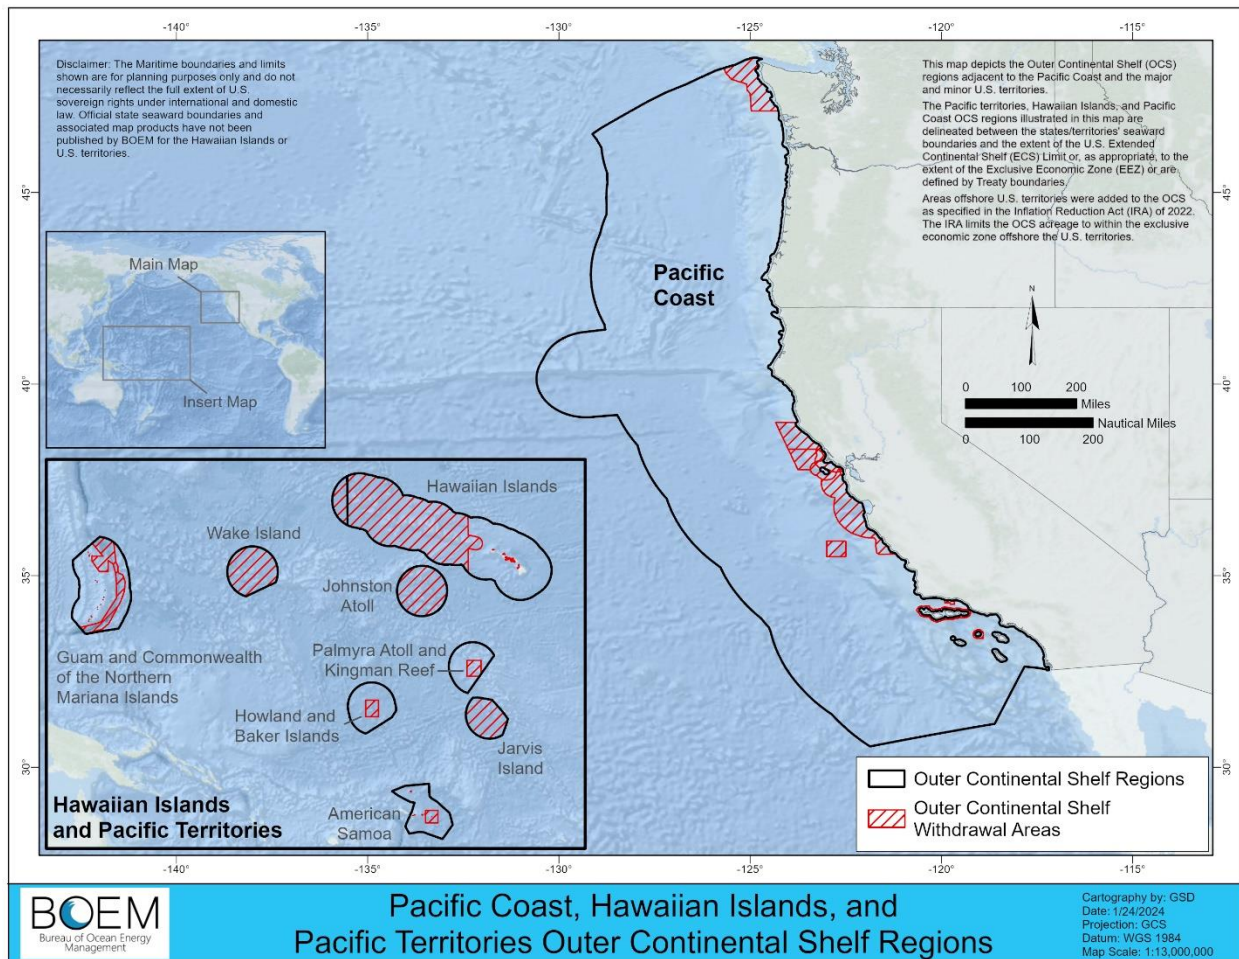 -140°
-135°
-130°
-125°
-120°
-115°
Disclaimer: The Maritime boundaries and limits
shown are for planning purposes only and do not
necessarily reflect the full extent of U.S.
sovereign rights under international and domestic
law. Official state seaward boundaries and
associated map products have not been
published by BOEM for the Hawaiian Islands or
U.S. territories.
This map depicts the Outer Continental Shelf (OCS)
regions adjacent to the Pacific Coast and the major
and minor U.S. territories.
The Pacific territories, Hawaiian Islands, and Pacific
Coast OCS regions illustrated in this map are
delineated between the states/territories' seaward
boundaries and the extent of the U.S. Extended
Continental Shelf (ECS) Limit or, as appropriate, to the
extent of the Exclusive Economic Zone (EEZ) or are
defined by Treaty boundaries.
Areas offshore U.S. territories were added to the OCS
as specified in the Inflation Reduction Act (IRA) of 2022.
The IRA limits the OCS acreage to within the exclusive
economic zone offshore the U.S. territories.
45°
45°
Main Map
Insert Map
Pacific
Coast
N
0 100 200
Miles
Nautical Miles
0 100 200
40°
40°
Hawaiian Islands
Wake Island
Johnston
Atoll
Guam and Commonwealth
of the Northern
Mariana Islands
Palmyra Atoll and
Kingman Reef
Howland and
Baker Islands
Jarvis
Island
American
Samoa
Hawaiian Islands
and Pacific Territories
35°
35°
30°
30°
Outer Continental Shelf Regions
Outer Continental Shelf
Withdrawal Areas
-140°
-135°
-130°
-125°
-120°
-115°
BOEM
Bureau of Ocean Energy
Management
Pacific Coast, Hawaiian Islands, and
Pacific Territories Outer Continental Shelf Regions
Cartography by: GSD
Date: 1/24/2024
Projection: GCS
Datum: WGS 1984
Map Scale: 1:13,000,000